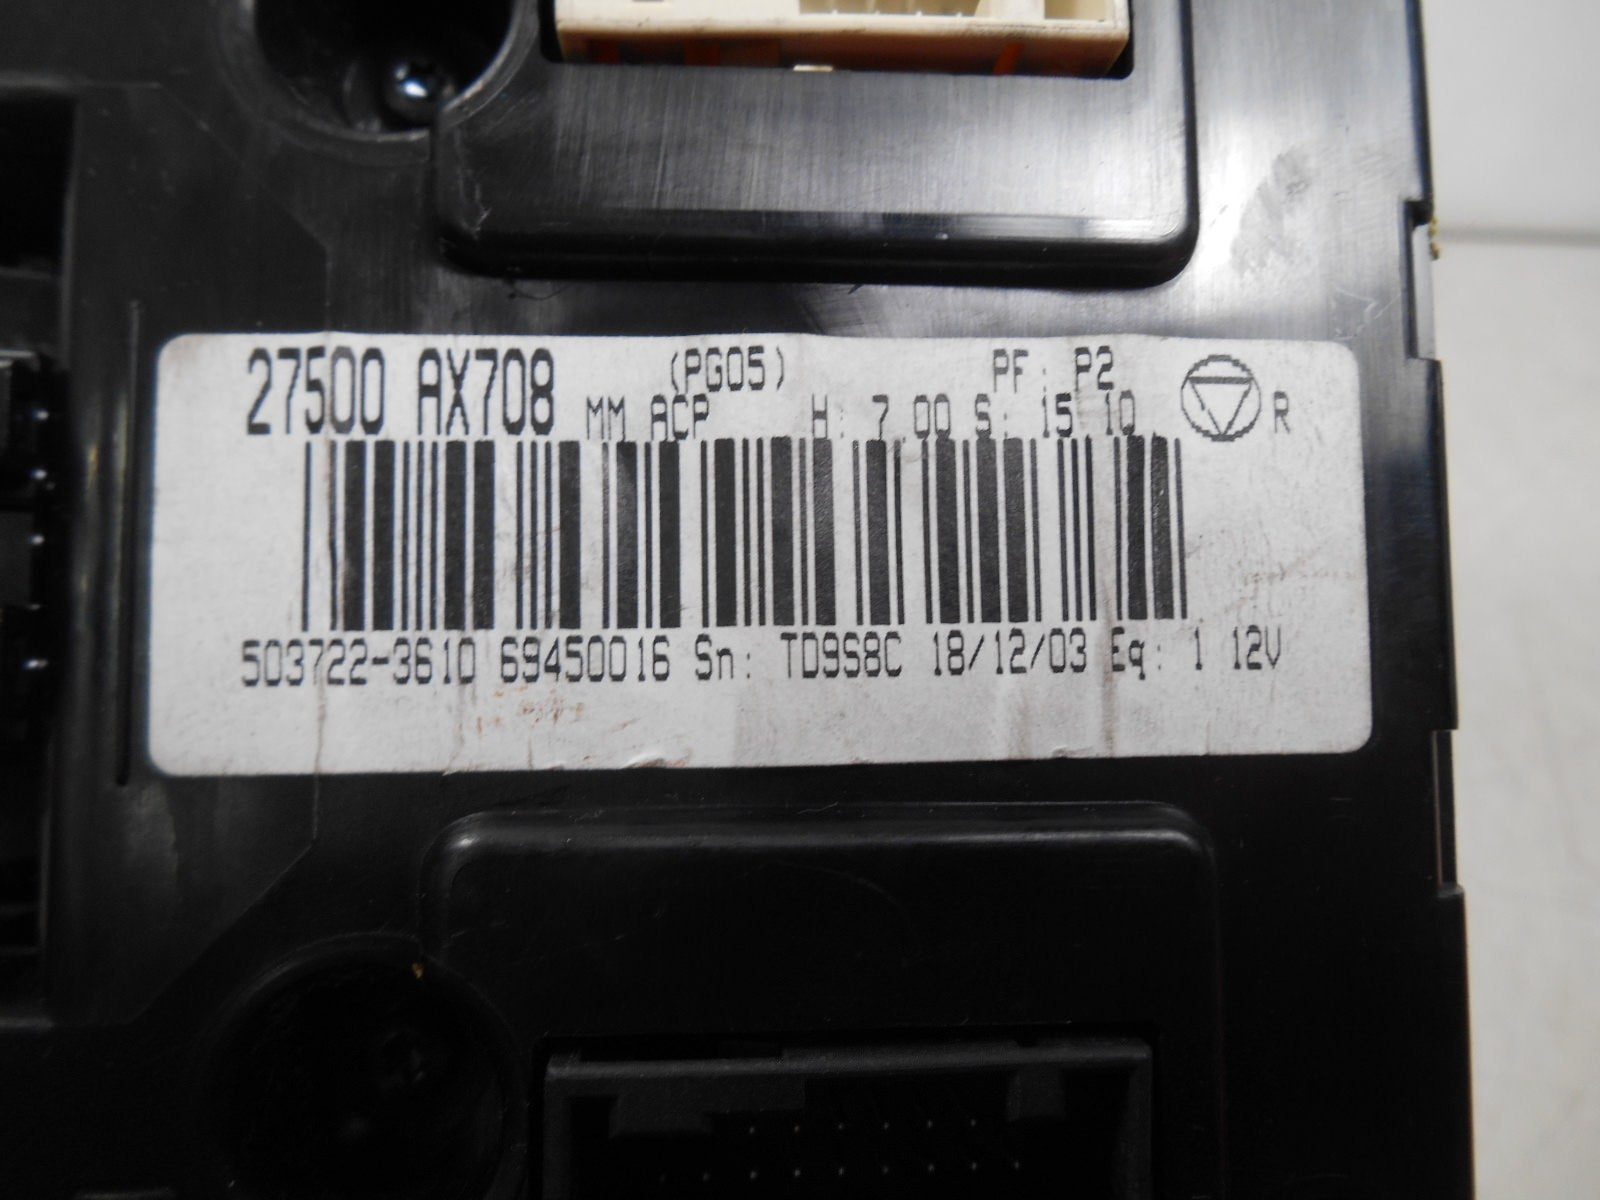 27500 AX708 (PG05) PF: P2
MM ACP H: 7.00 S: 15.10 R
503722-3610 69450016 Sn: TD9S8C 18/12/03 Eq: 1 12V